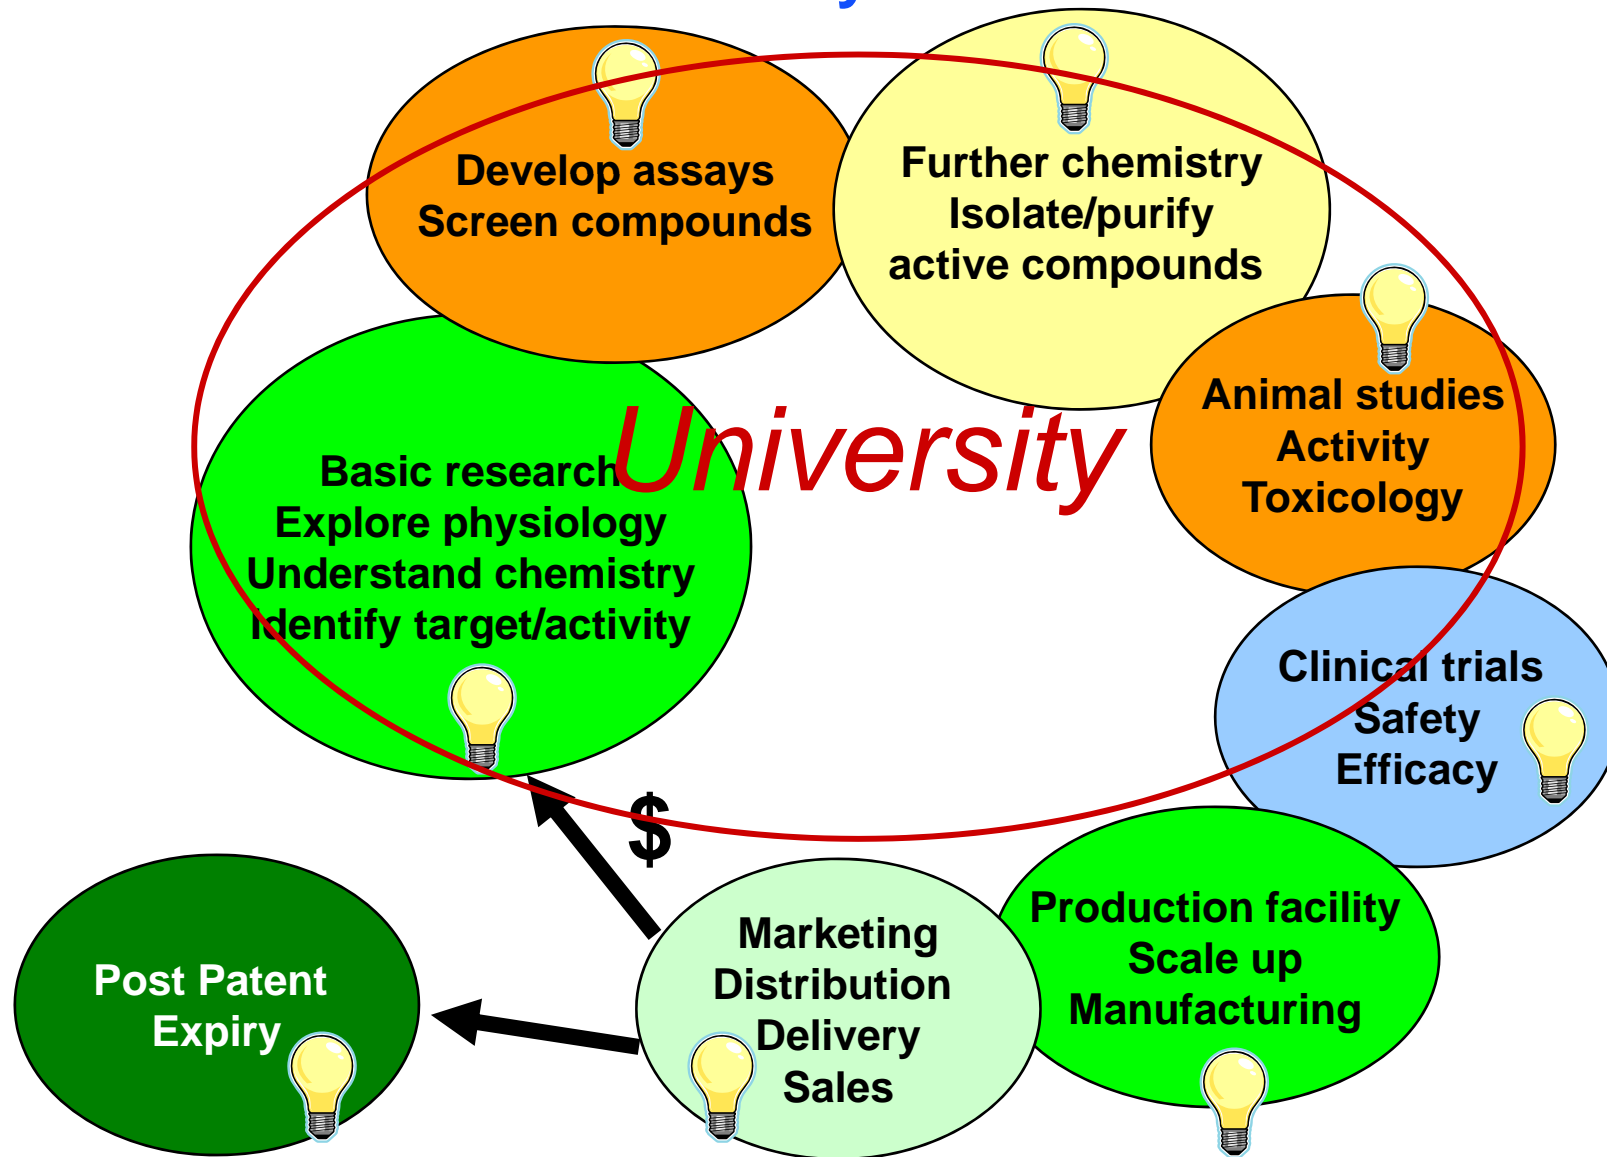 Develop assays
Screen compounds
Further chemistry
Isolate/purify
active compounds
Animal studies
Activity
Toxicology
University
Basic research
Explore physiology
Understand chemistry
Identify target/activity
Clinical trials
Safety
Efficacy
$
Production facility
Scale up
Manufacturing
Marketing
Distribution
Delivery
Sales
Post Patent
Expiry